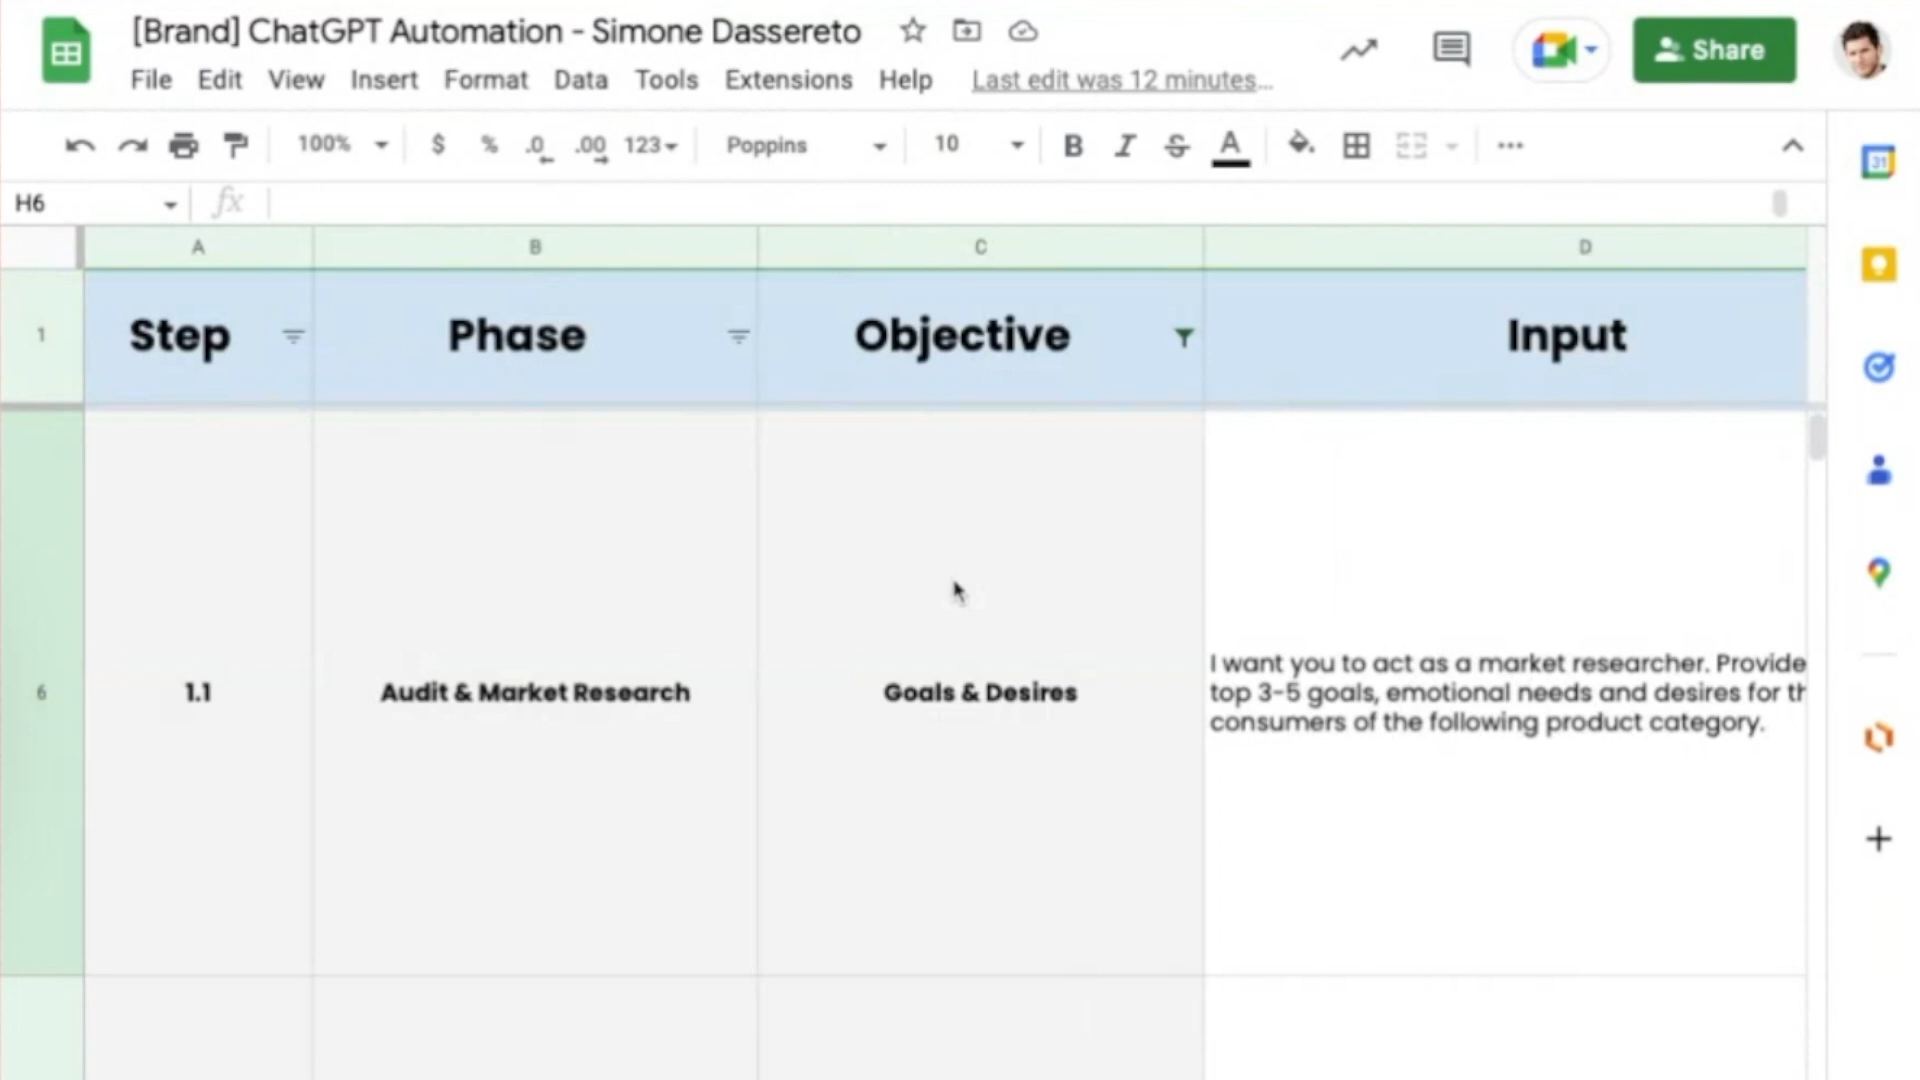 [Brand] ChatGPT Automation - Simone Dassereto
File Edit View Insert Format Data Tools Extensions Help Last edit was 12 minutes...
Share
100% $ % .0 .00 123 Poppins 10 B I S A
31
H6 fx
A B C D
1 Step Phase Objective Input
6 1.1 Audit & Market Research Goals & Desires
I want you to act as a market researcher. Provide
top 3-5 goals, emotional needs and desires for th
consumers of the following product category.